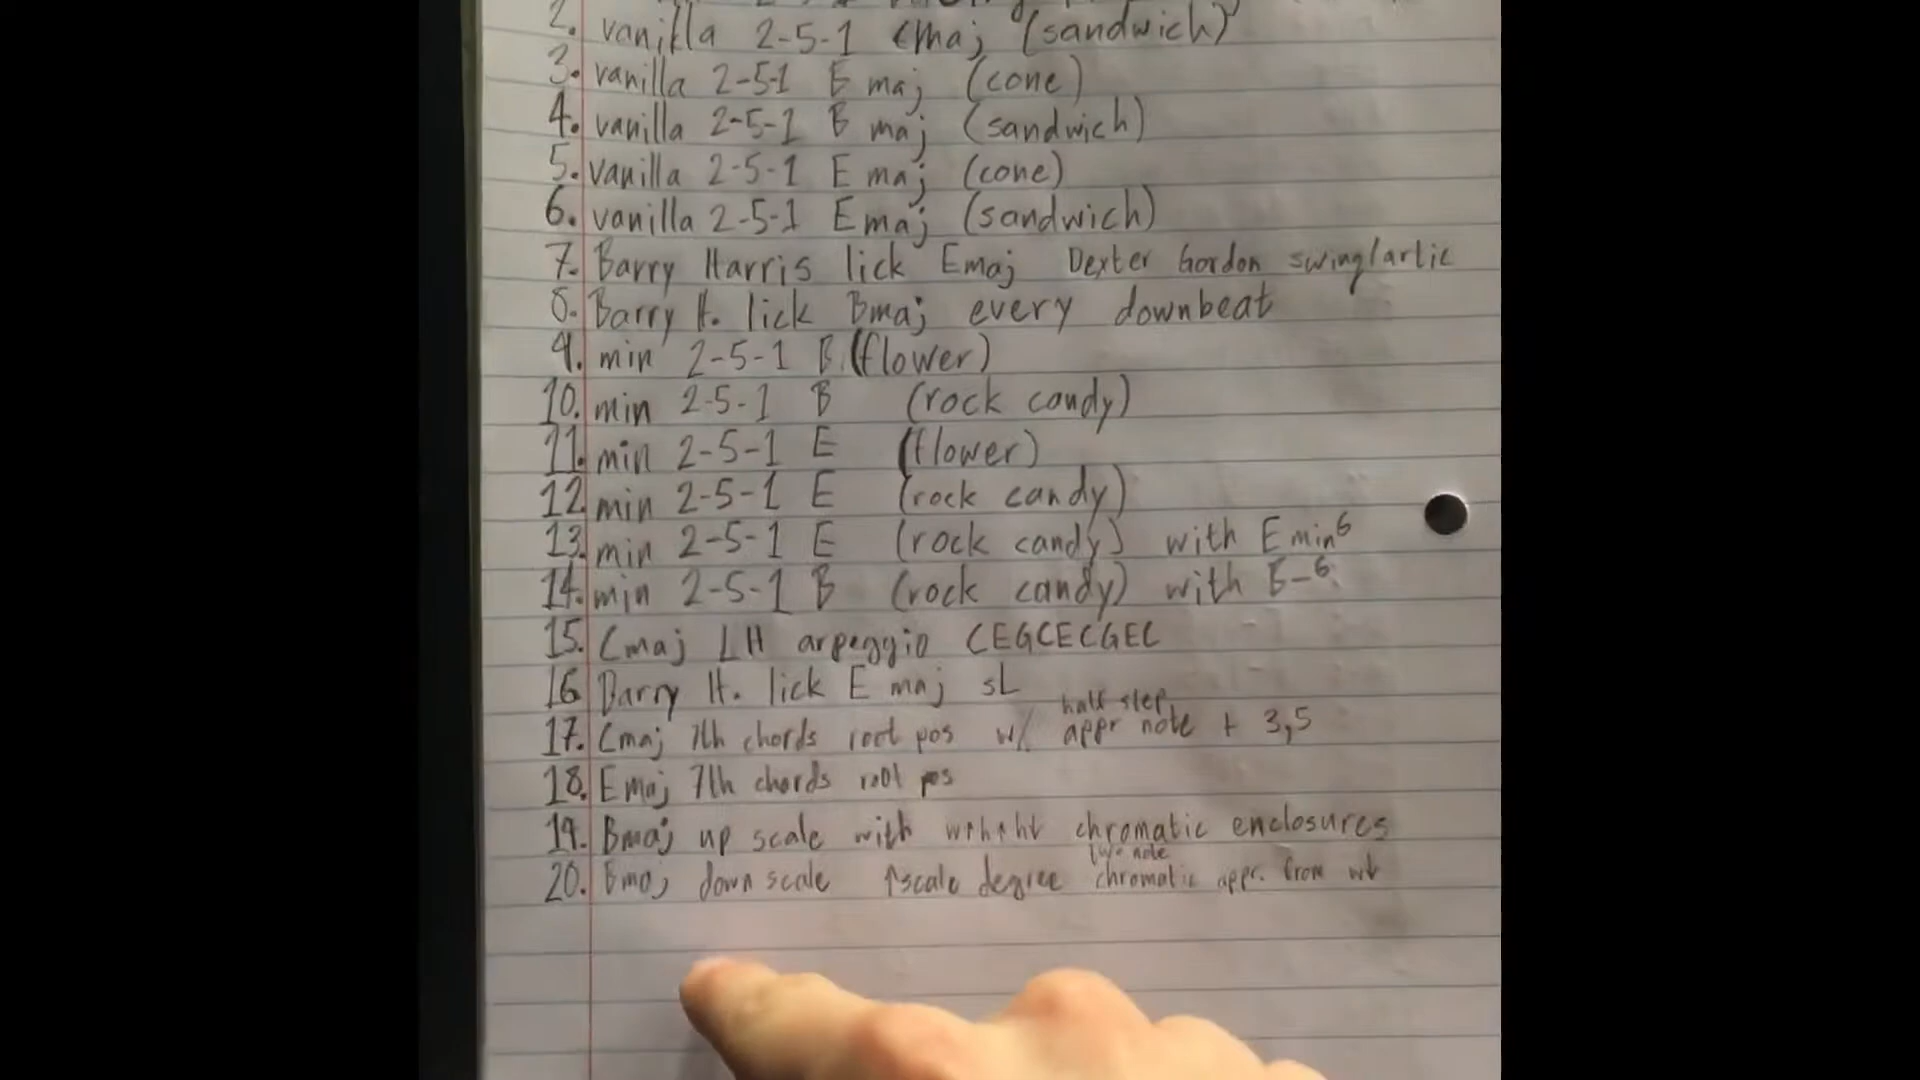 2. vanilla 2-5-1 Cmaj (sandwich)
3. vanilla 2-5-1 E maj (cone)
4. vanilla 2-5-1 B maj (sandwich)
5. vanilla 2-5-1 E maj (cone)
6. vanilla 2-5-1 Emaj (sandwich)
7. Barry Harris lick Emaj Dexter Gordon swing/artic
8. Barry H. lick Bmaj every downbeat
9. min 2-5-1 B (flower)
10. min 2-5-1 B (rock candy)
11. min 2-5-1 E (flower)
12. min 2-5-1 E (rock candy)
13. min 2-5-1 E (rock candy) with E min6
14. min 2-5-1 B (rock candy) with B-6
15. Cmaj LH arpeggio CEGCECGEC
16 Barry H. lick E maj sL
half step
17. Cmaj 7th chords root pos w/ appr note + 3,5
18. Emaj 7th chords root pos
19. Bmaj up scale with chromatic enclosures
two note
20. down scale ↑scale degree chromatic appr. from